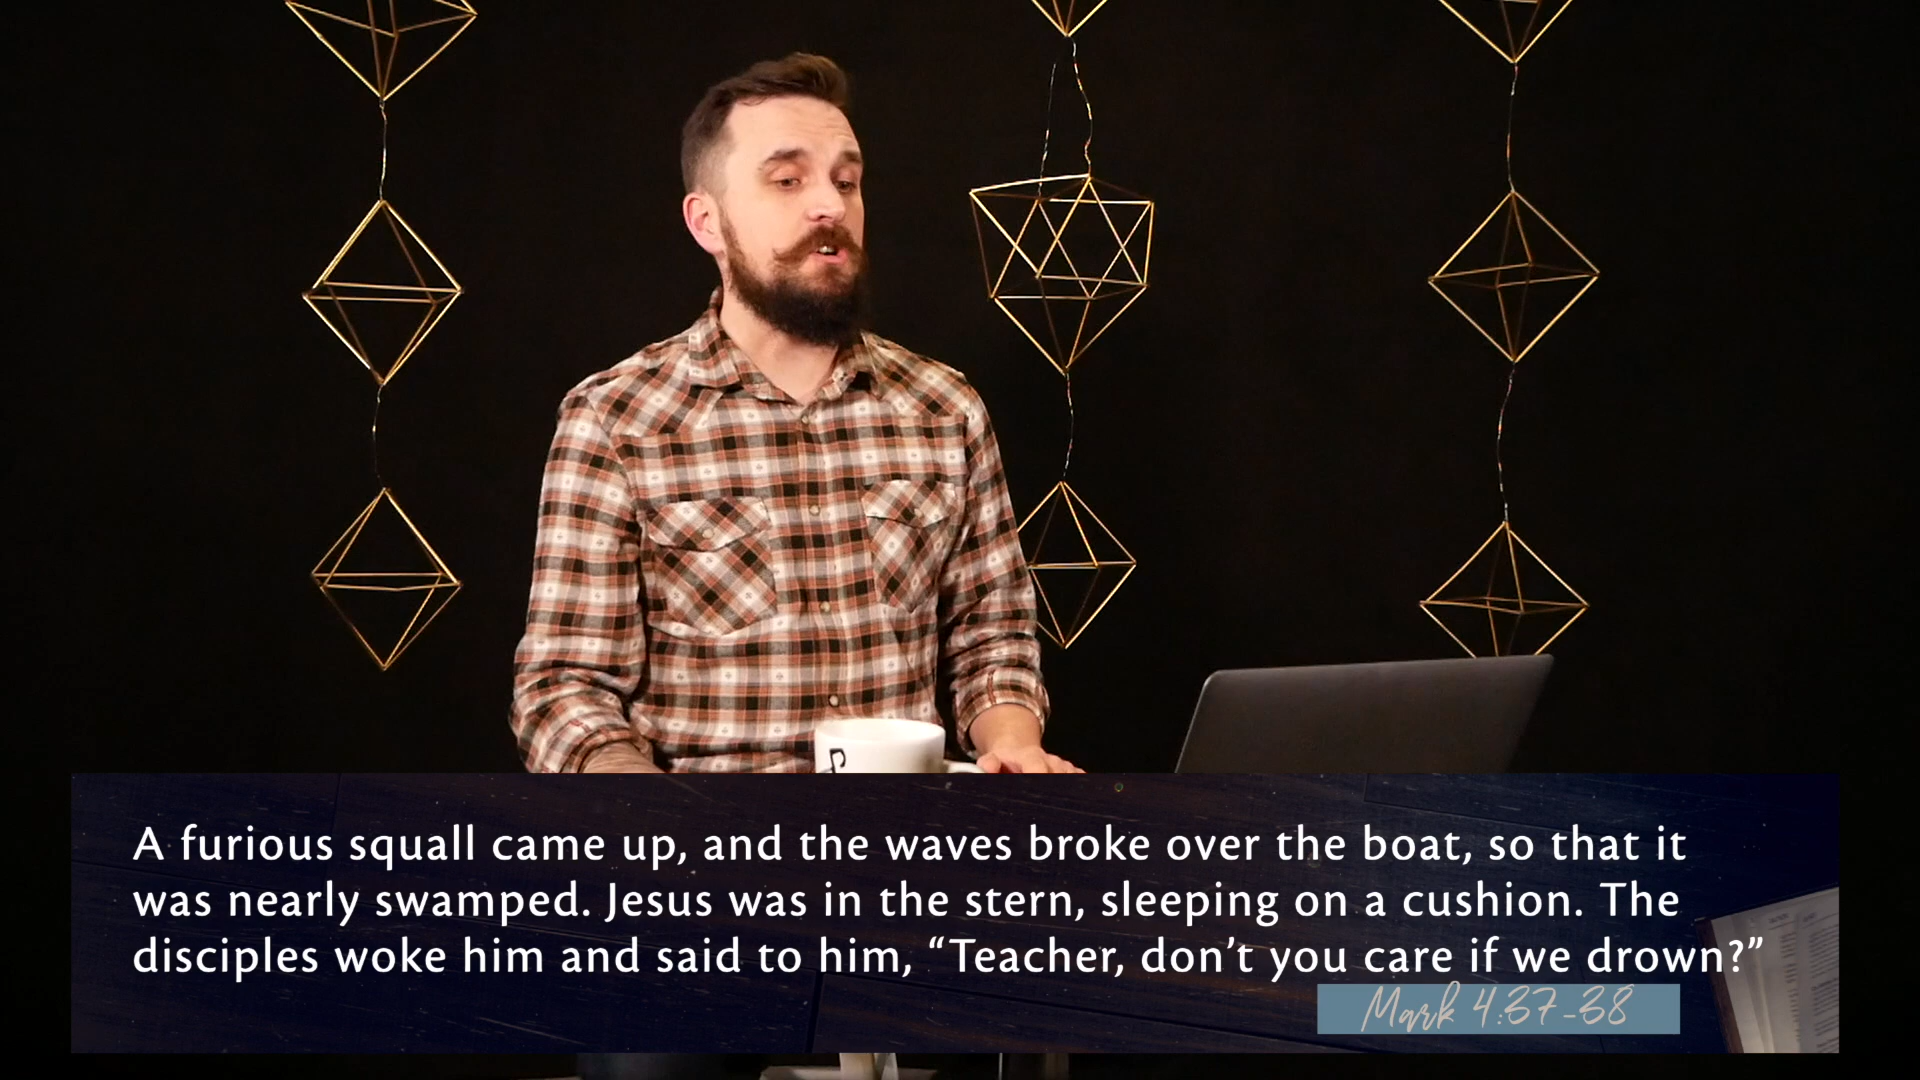 A furious squall came up, and the waves broke over the boat, so that it
was nearly swamped. Jesus was in the stern, sleeping on a cushion. The
disciples woke him and said to him, “Teacher, don’t you care if we drown?”
Mark 4:37-38